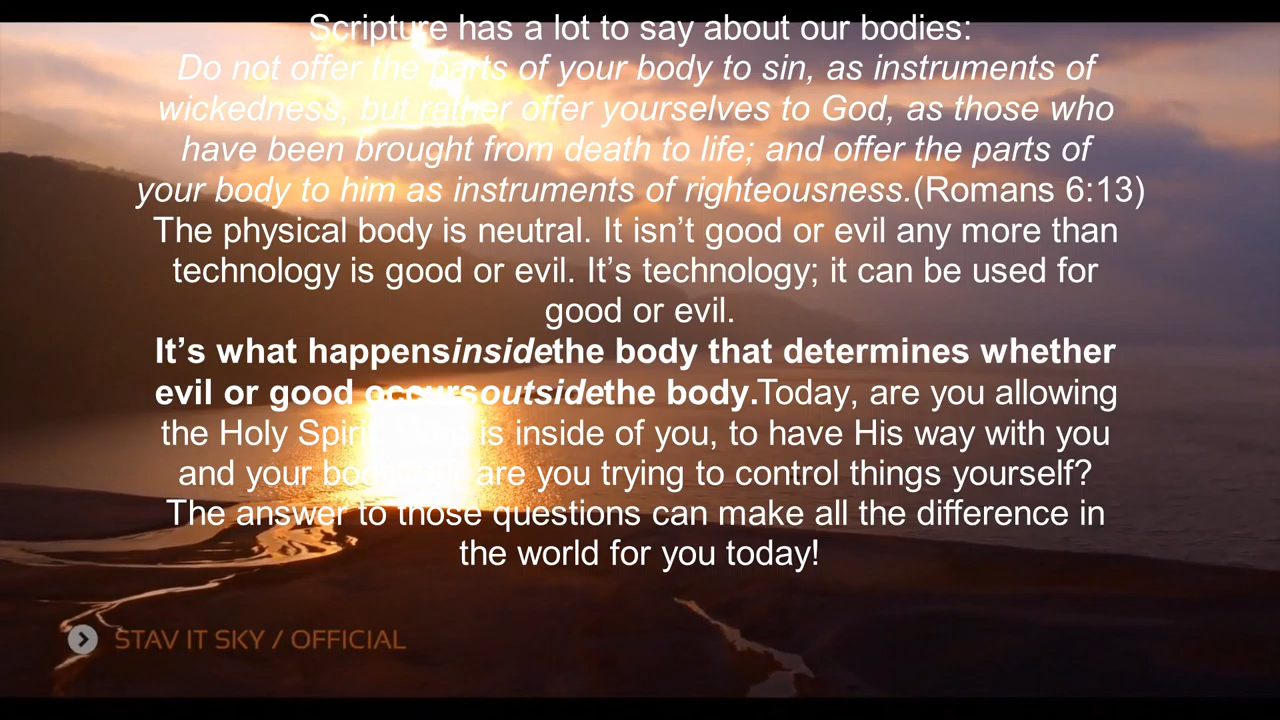 Scripture has a lot to say about our bodies:
Do not offer the parts of your body to sin, as instruments of
wickedness, but rather offer yourselves to God, as those who
have been brought from death to life; and offer the parts of
your body to him as instruments of righteousness.(Romans 6:13)
The physical body is neutral. It isn’t good or evil any more than
technology is good or evil. It’s technology; it can be used for
good or evil.
It’s what happensinsidethe body that determines whether
evil or good occursoutsidethe body.Today, are you allowing
the Holy Spirit, is inside of you, to have His way with you
and your body? are you trying to control things yourself?
The answer to those questions can make all the difference in
the world for you today!
STAV IT SKY / OFFICIAL